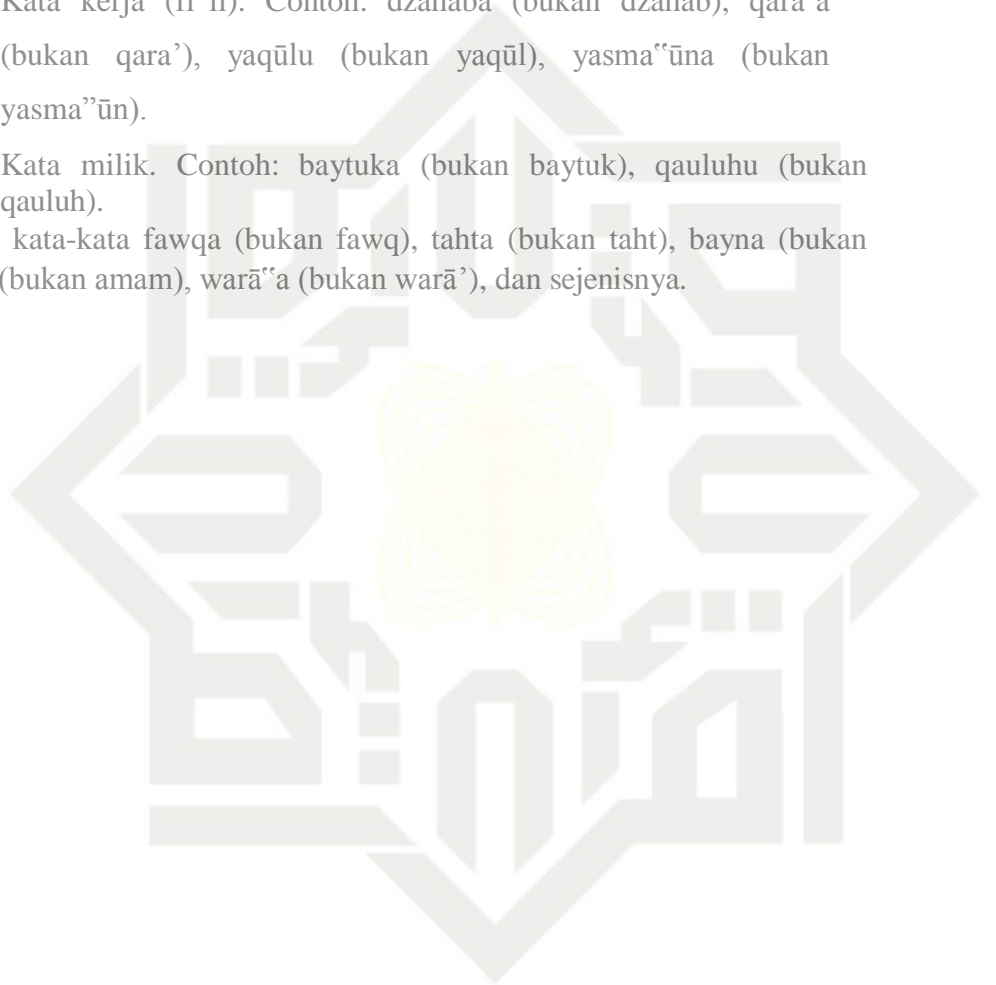 Kata kerja (fi'il). Contoh: dzahaba (bukan dzahab), qara'a
(bukan qara’), yaqūlu (bukan yaqūl), yasma‟ūna (bukan
yasma”ūn).
Kata milik. Contoh: baytuka (bukan baytuk), qauluhu (bukan
qauluh).
kata-kata fawqa (bukan fawq), tahta (bukan taht), bayna (bukan
(bukan amam), warā‟a (bukan warā’), dan sejenisnya.